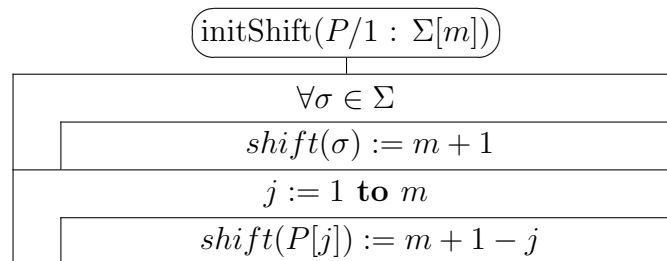 initShift(P/1 : Σ[m])
∀σ ∈ Σ
shift(σ) := m + 1
j := 1 to m
shift(P[j]) := m + 1 − j